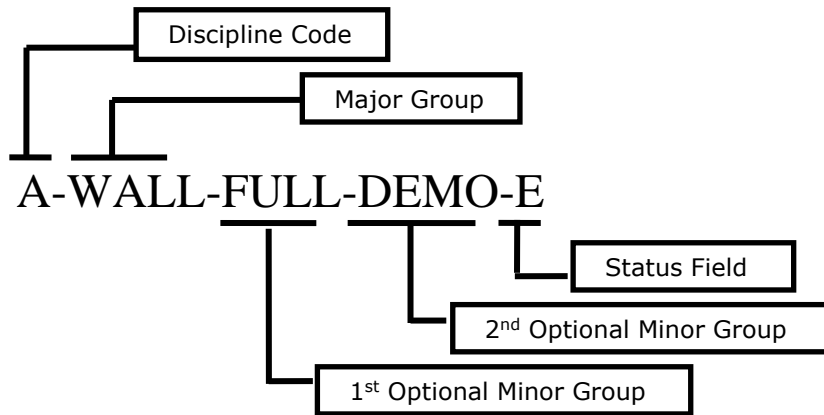 Discipline Code
Major Group
A-WALL-FULL-DEMO-E
Status Field
2nd Optional Minor Group
1st Optional Minor Group